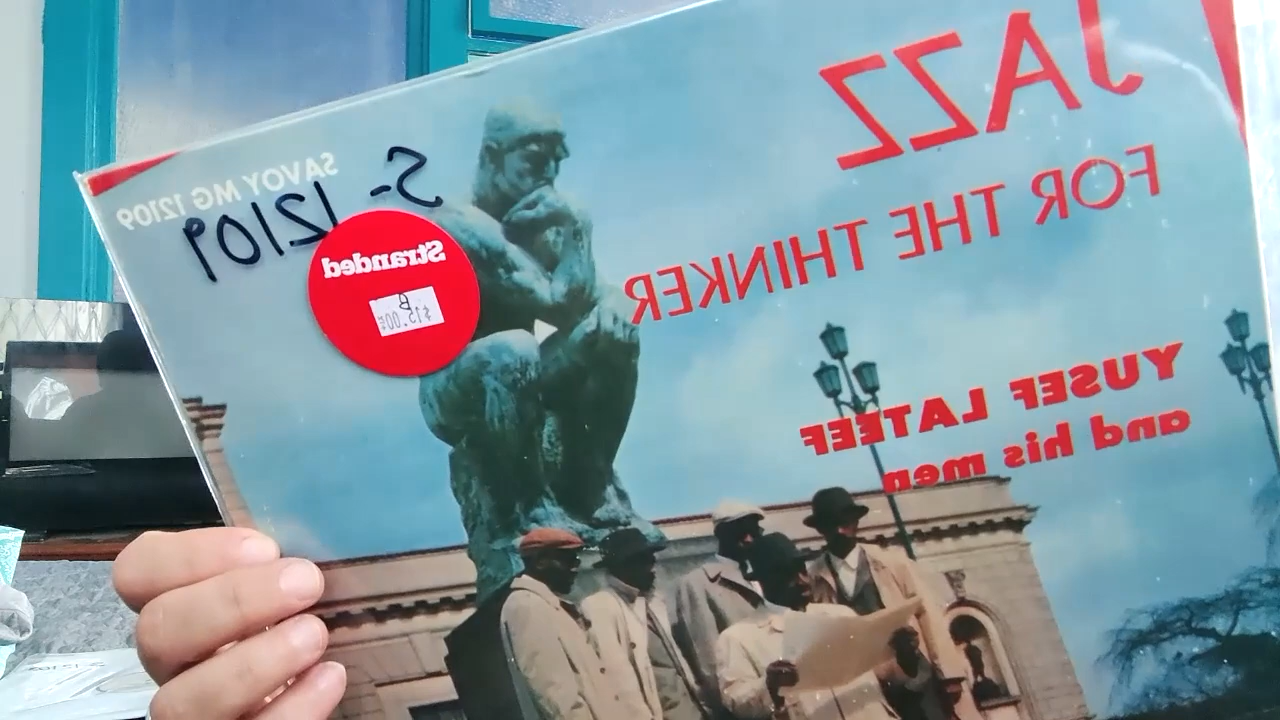 JAZZ
FOR THE THINKER
YUSEF LATEEF
and his men
SAVOY MG 12109
S-12109
Stranded
B
$15.00